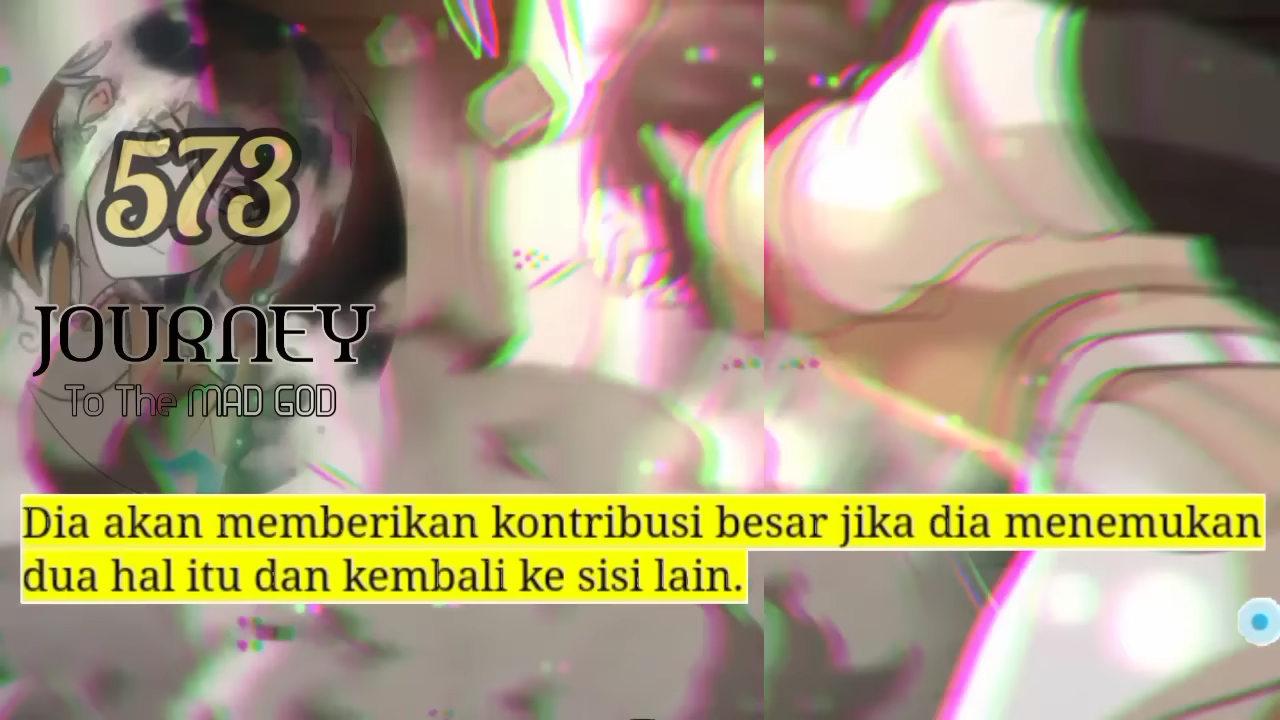 573
JOURNEY
To The MAD GOD
Dia akan memberikan kontribusi besar jika dia menemukan
dua hal itu dan kembali ke sisi lain.